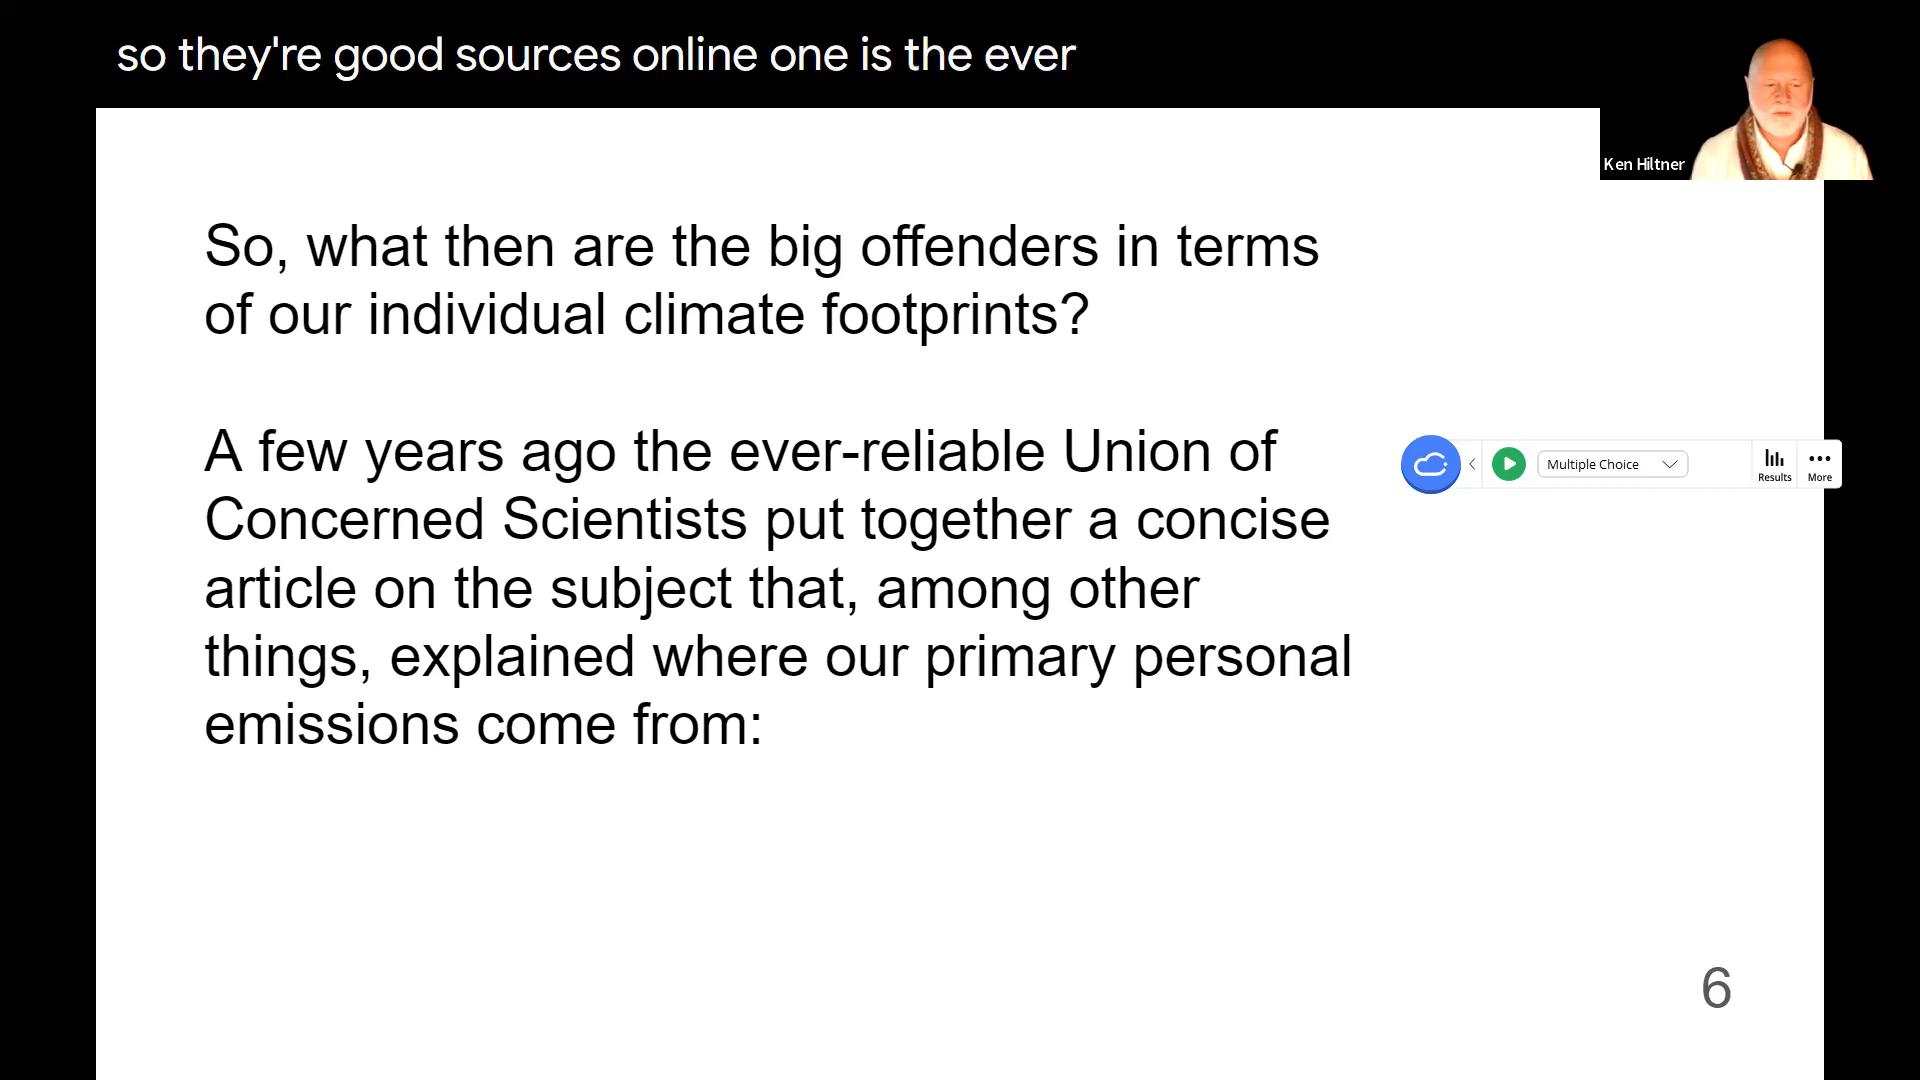 so they're good sources online one is the ever
Ken Hiltner
So, what then are the big offenders in terms
of our individual climate footprints?
A few years ago the ever-reliable Union of
Concerned Scientists put together a concise
article on the subject that, among other
things, explained where our primary personal
emissions come from:
Multiple Choice
Results
More
6